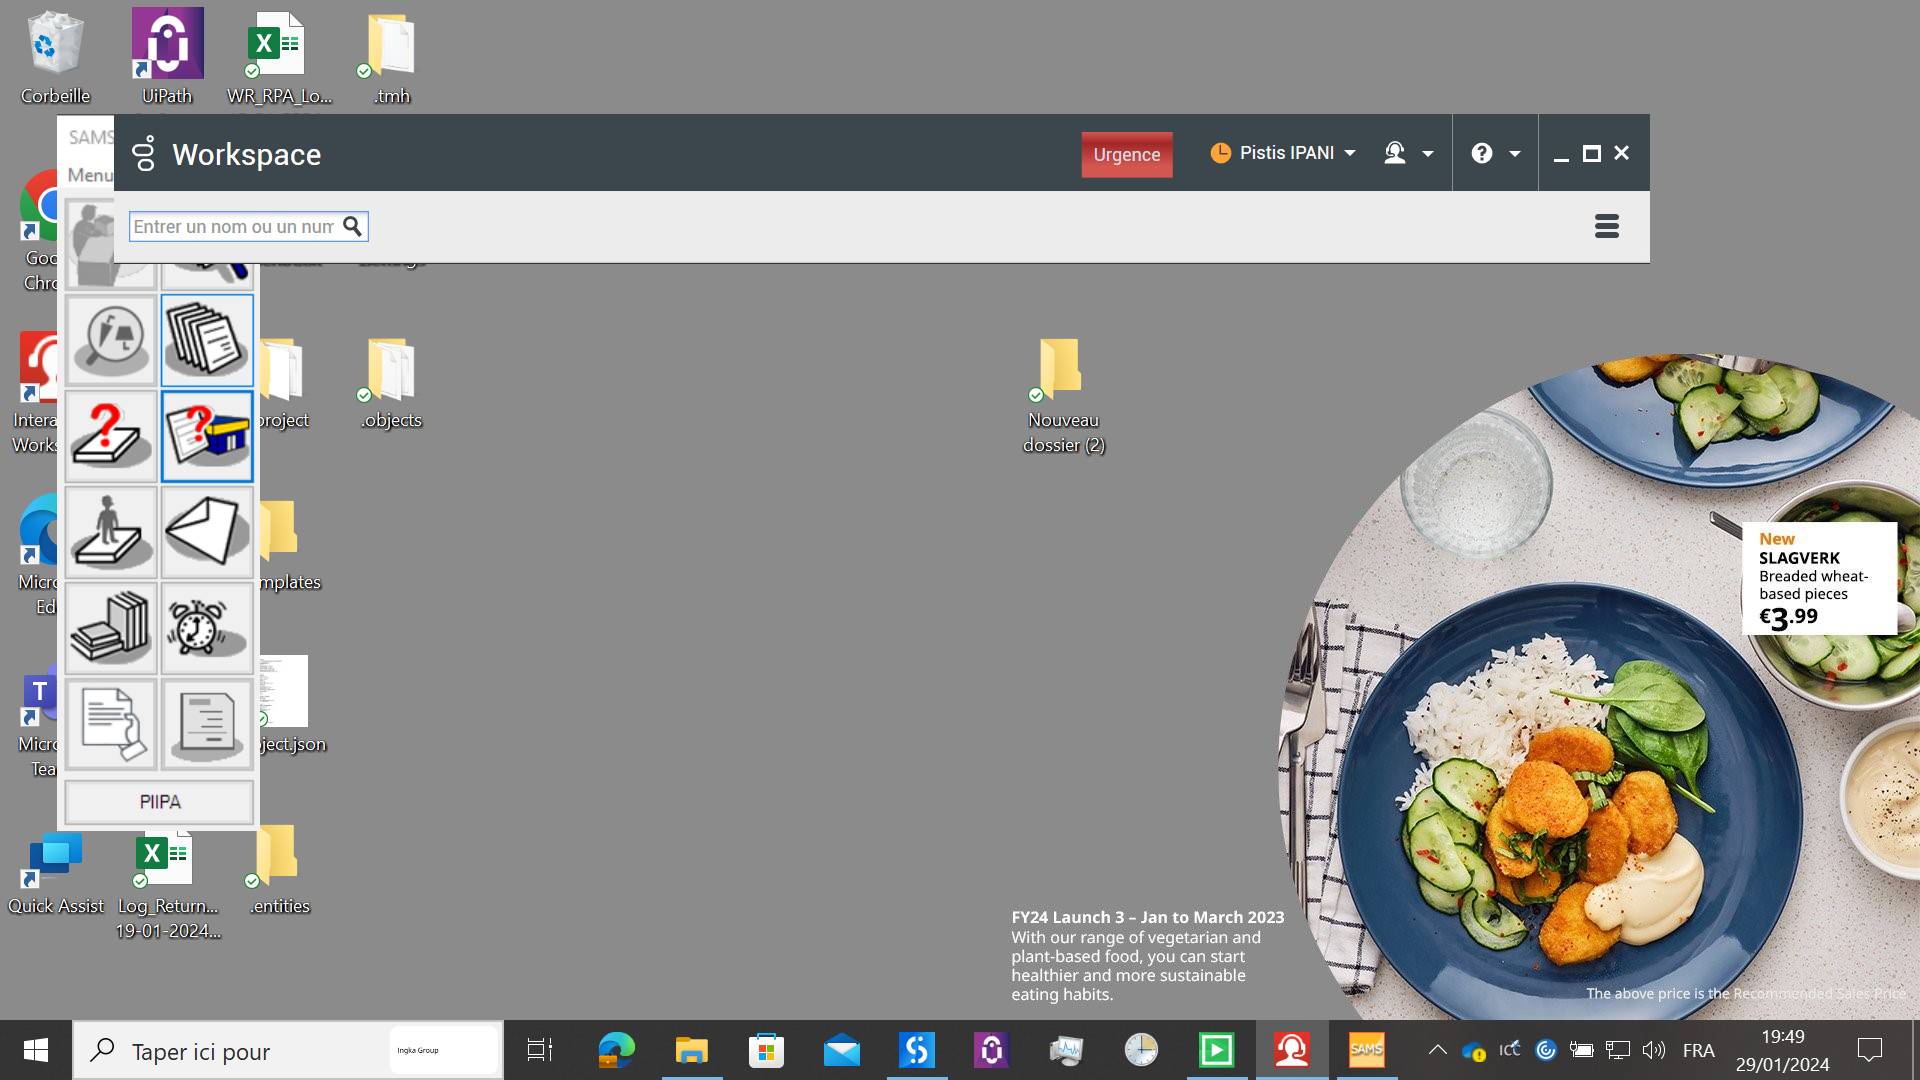 Corbeille
UiPath
WR_RPA_Lo...
.tmh
SAMS
Menu
Workspace
Urgence
Pistis IPANI
Entrer un nom ou un num
Goo
Chro
Intera
Work
project
.objects
Nouveau
dossier (2)
Micro
Ed
mplates
New
SLAGVERK
Breaded wheat-
based pieces
€3.99
Micro
Tea
ject.json
PIIPA
Quick Assist
Log_Return...
19-01-2024...
.entities
FY24 Launch 3 – Jan to March 2023
With our range of vegetarian and
plant-based food, you can start
healthier and more sustainable
eating habits.
The above price is the Recommended Sales Price
Taper ici pour
Ingka Group
SAMS
ICC
FRA
19:49
29/01/2024